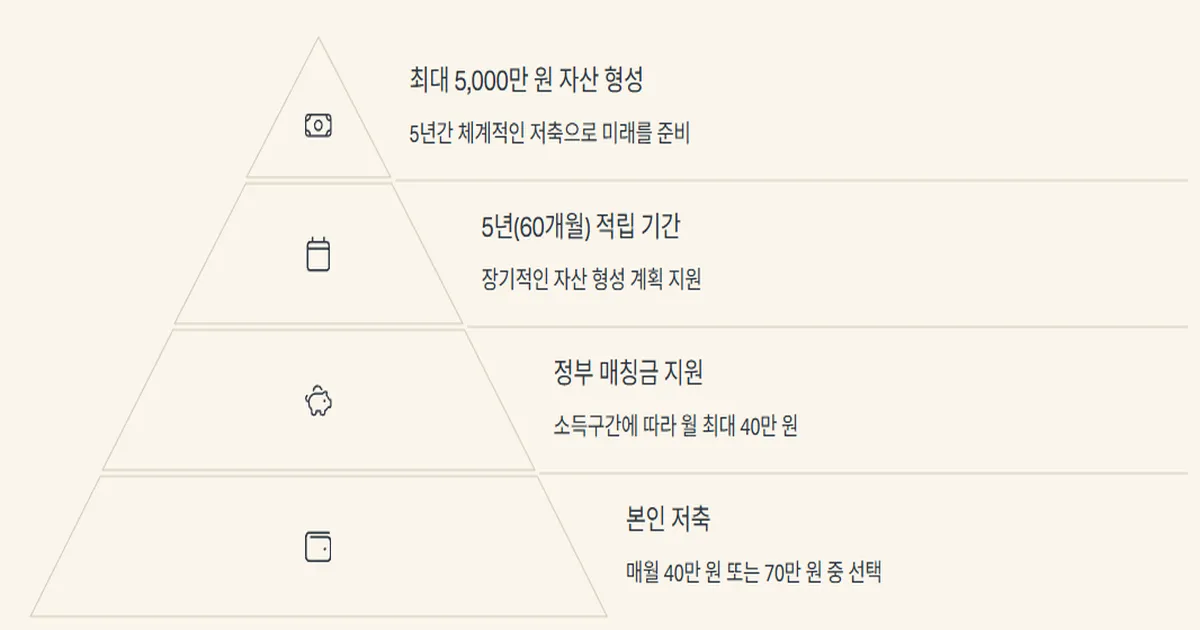 최대 5,000만 원 자산 형성
5년간 체계적인 저축으로 미래를 준비
5년(60개월) 적립 기간
장기적인 자산 형성 계획 지원
정부 매칭금 지원
소득구간에 따라 월 최대 40만 원
본인 저축
매월 40만 원 또는 70만 원 중 선택